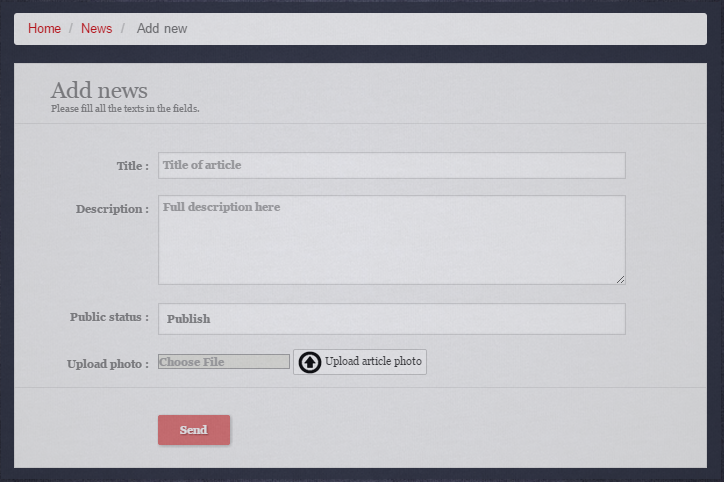 Home / News / Add new
Add news
Please fill all the texts in the fields.
Title : Title of article
Description : Full description here
Public status : Publish
Upload photo : Choose File Upload article photo
Send